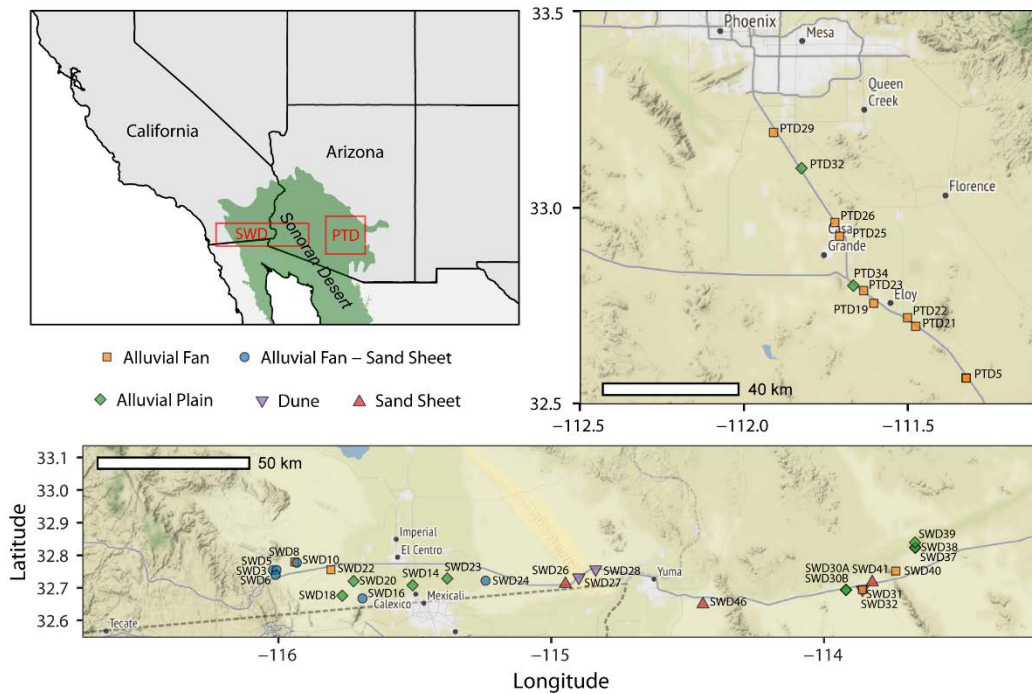 California
Arizona
SWD
PTD
Sonoran Desert
Alluvial Fan
Alluvial Fan – Sand Sheet
Alluvial Plain
Dune
Sand Sheet
33.5
33.0
32.5
−112.5
−112.0
−111.5
Phoenix
Mesa
Queen
Creek
PTD29
PTD32
Florence
PTD26
Casa
PTD25
Grande
PTD34
PTD23
Eloy
PTD19
PTD22
PTD21
PTD5
40 km
Latitude
33.1
33.0
32.9
32.8
32.7
32.6
50 km
Imperial
El Centro
SWD8
SWD5
SWD10
SWD3
SWD6
SWD22
SWD20
SWD14
SWD23
SWD18
SWD16
SWD24
Calexico
Mexicali
Tecate
SWD26
SWD28
SWD27
Yuma
SWD46
SWD39
SWD38
SWD37
SWD30A
SWD41
SWD40
SWD30B
SWD31
SWD32
−116
−115
−114
Longitude